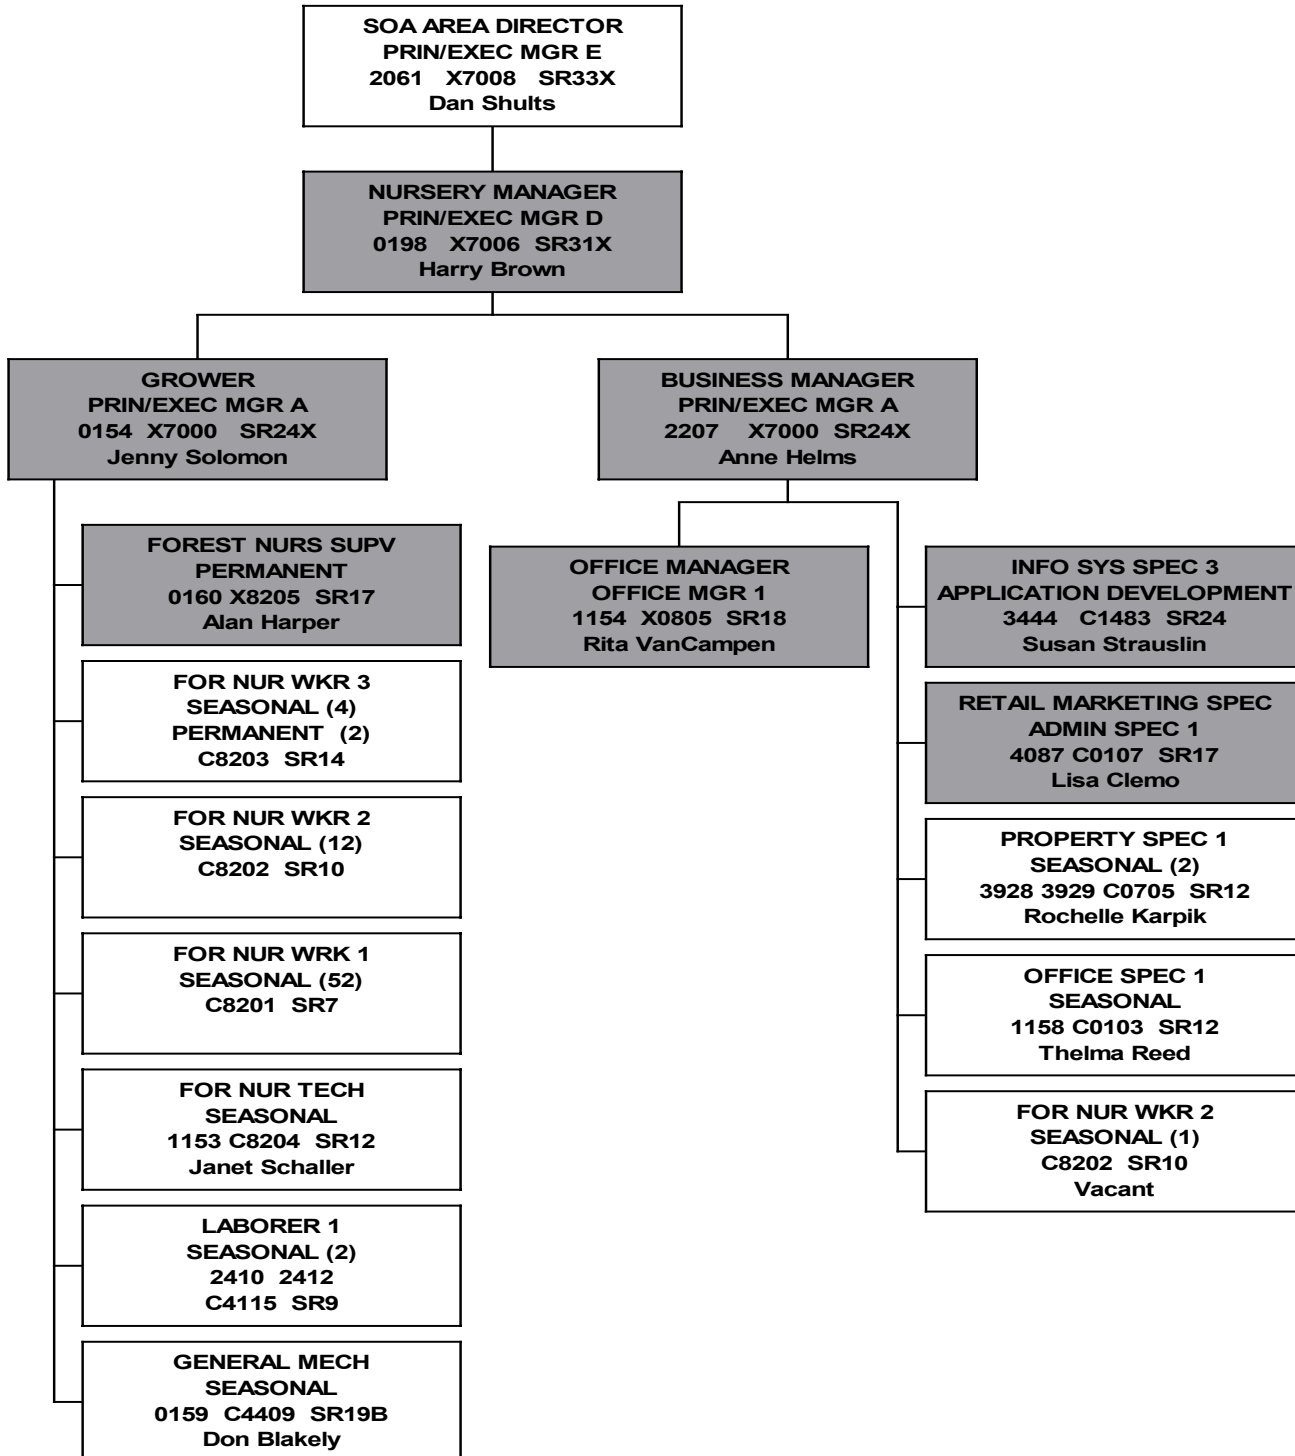 SOA AREA DIRECTOR
PRIN/EXEC MGR E
2061 X7008 SR33X
Dan Shults
NURSERY MANAGER
PRIN/EXEC MGR D
0198 X7006 SR31X
Harry Brown
GROWER
PRIN/EXEC MGR A
0154 X7000 SR24X
Jenny Solomon
BUSINESS MANAGER
PRIN/EXEC MGR A
2207 X7000 SR24X
Anne Helms
FOREST NURS SUPV
PERMANENT
0160 X8205 SR17
Alan Harper
FOR NUR WKR 3
SEASONAL (4)
PERMANENT (2)
C8203 SR14
FOR NUR WKR 2
SEASONAL (12)
C8202 SR10
FOR NUR WRK 1
SEASONAL (52)
C8201 SR7
FOR NUR TECH
SEASONAL
1153 C8204 SR12
Janet Schaller
LABORER 1
SEASONAL (2)
2410 2412
C4115 SR9
GENERAL MECH
SEASONAL
0159 C4409 SR19B
Don Blakely
OFFICE MANAGER
OFFICE MGR 1
1154 X0805 SR18
Rita VanCampen
INFO SYS SPEC 3
APPLICATION DEVELOPMENT
3444 C1483 SR24
Susan Strauslin
RETAIL MARKETING SPEC
ADMIN SPEC 1
4087 C0107 SR17
Lisa Clemo
PROPERTY SPEC 1
SEASONAL (2)
3928 3929 C0705 SR12
Rochelle Karpik
OFFICE SPEC 1
SEASONAL
1158 C0103 SR12
Thelma Reed
FOR NUR WKR 2
SEASONAL (1)
C8202 SR10
Vacant